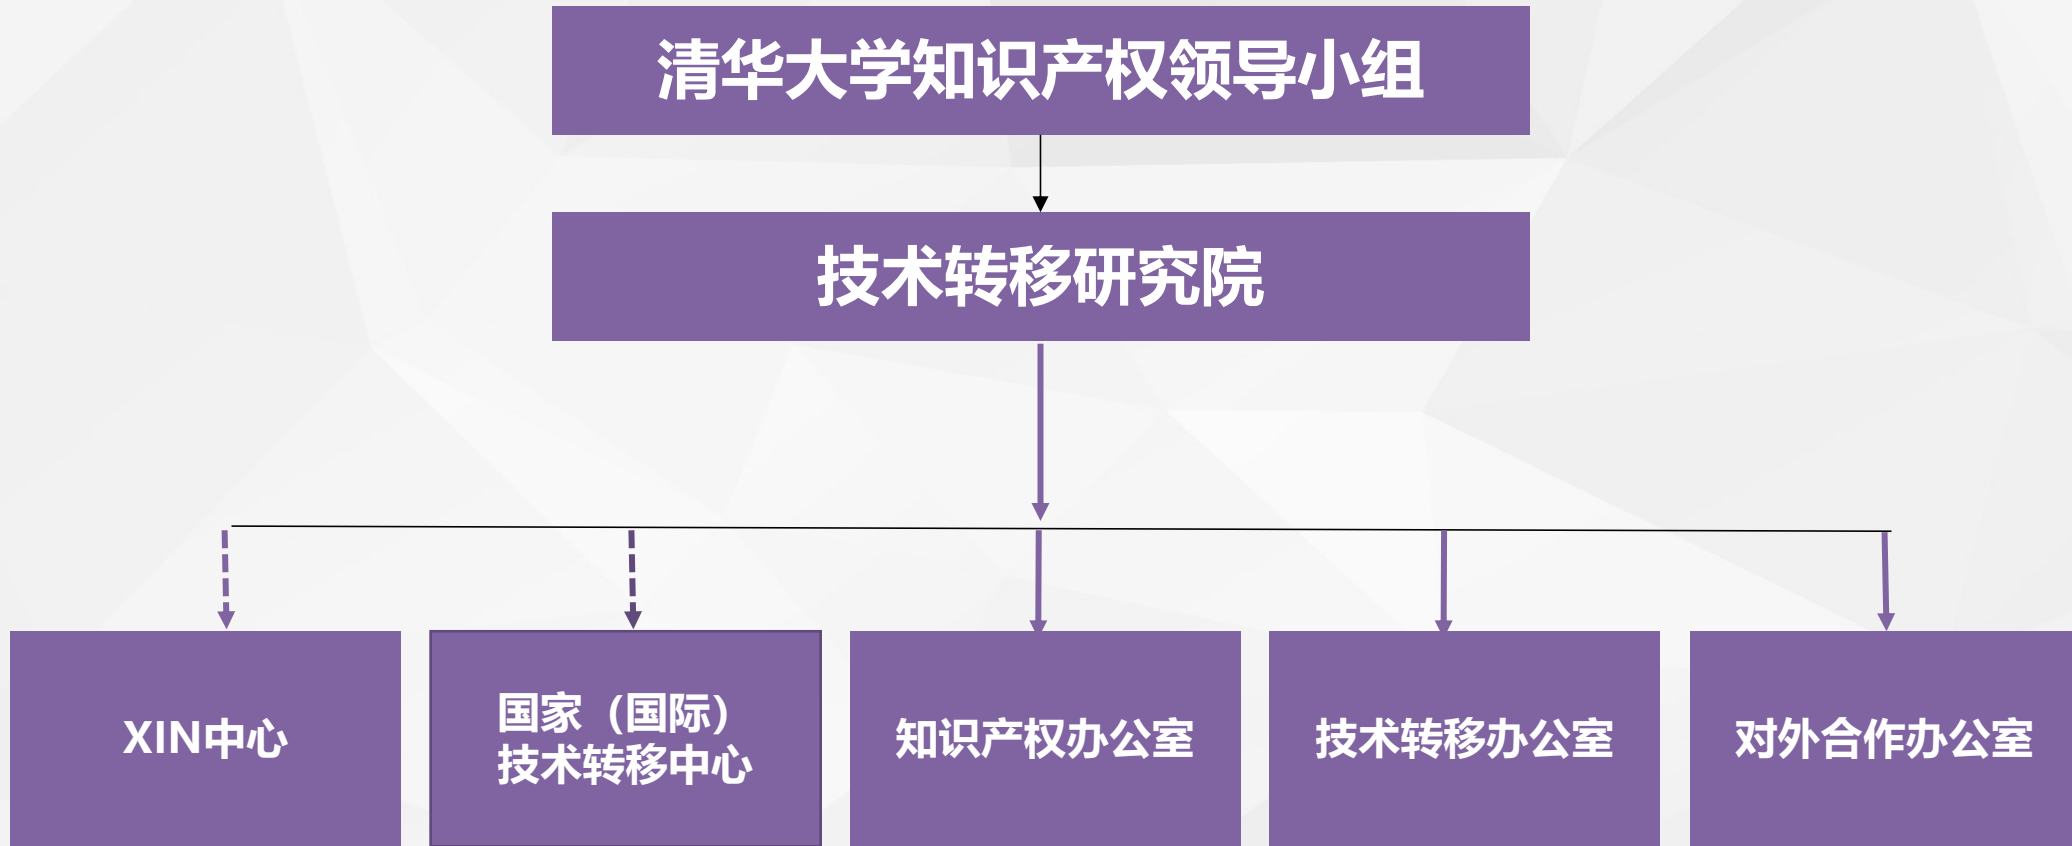 清华大学知识产权领导小组
技术转移研究院
XIN中心
国家（国际）
技术转移中心
知识产权办公室
技术转移办公室
对外合作办公室